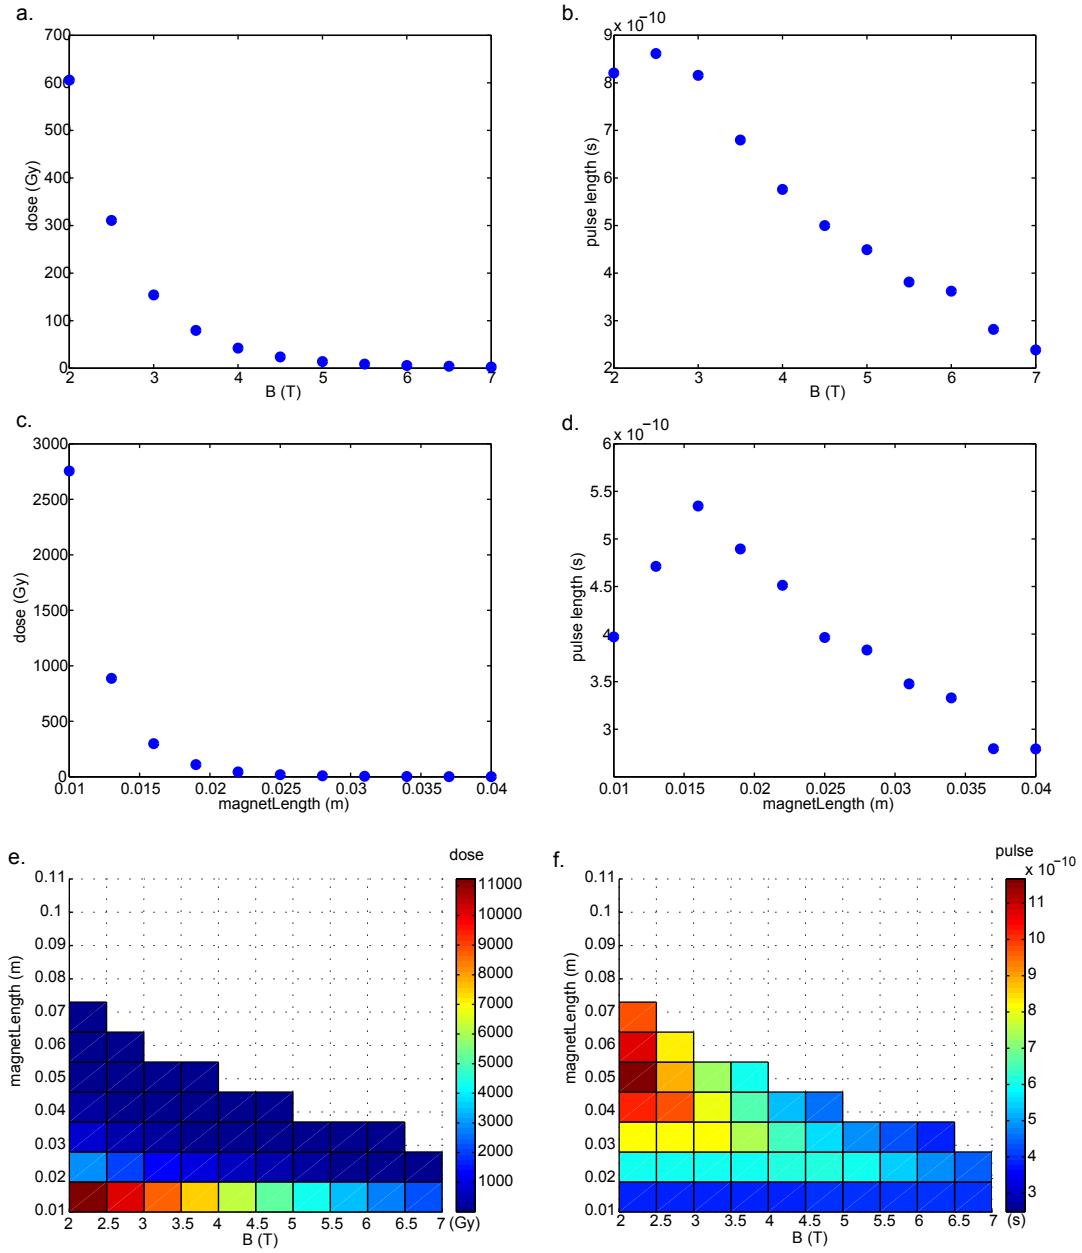 a.
700
600
500
400
300
200
100
0
dose (Gy)
2 3 4 5 6 7
B (T)
b.
x 10⁻¹⁰
9
8
7
6
5
4
3
2
pulse length (s)
2 3 4 5 6 7
B (T)
c.
3000
2500
2000
1500
1000
500
0
dose (Gy)
0.01 0.015 0.02 0.025 0.03 0.035 0.04
magnetLength (m)
d.
x 10⁻¹⁰
6
5.5
5
4.5
4
3.5
3
pulse length (s)
0.01 0.015 0.02 0.025 0.03 0.035 0.04
magnetLength (m)
e.
dose
0.11
0.1
0.09
0.08
0.07
0.06
0.05
0.04
0.03
0.02
0.01
magnetLength (m)
2 2.5 3 3.5 4 4.5 5 5.5 6 6.5 7
B (T)
11000
10000
9000
8000
7000
6000
5000
4000
3000
2000
1000
(Gy)
f.
pulse
x 10⁻¹⁰
0.11
0.1
0.09
0.08
0.07
0.06
0.05
0.04
0.03
0.02
0.01
magnetLength (m)
2 2.5 3 3.5 4 4.5 5 5.5 6 6.5 7
B (T)
11
10
9
8
7
6
5
4
3
(s)